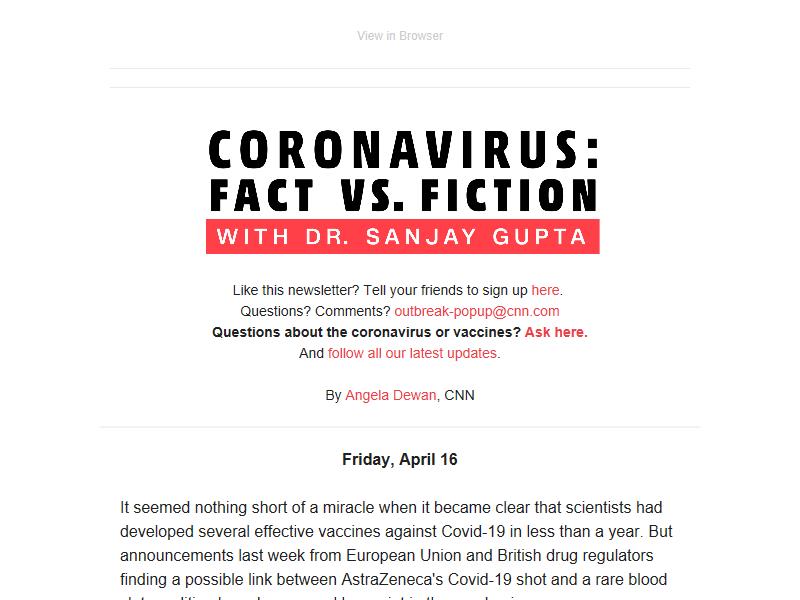 View in Browser
CORONAVIRUS:
FACT VS. FICTION
WITH DR. SANJAY GUPTA
Like this newsletter? Tell your friends to sign up here.
Questions? Comments? outbreak-popup@cnn.com
Questions about the coronavirus or vaccines? Ask here.
And follow all our latest updates.
By Angela Dewan, CNN
Friday, April 16
It seemed nothing short of a miracle when it became clear that scientists had
developed several effective vaccines against Covid-19 in less than a year. But
announcements last week from European Union and British drug regulators
finding a possible link between AstraZeneca's Covid-19 shot and a rare blood